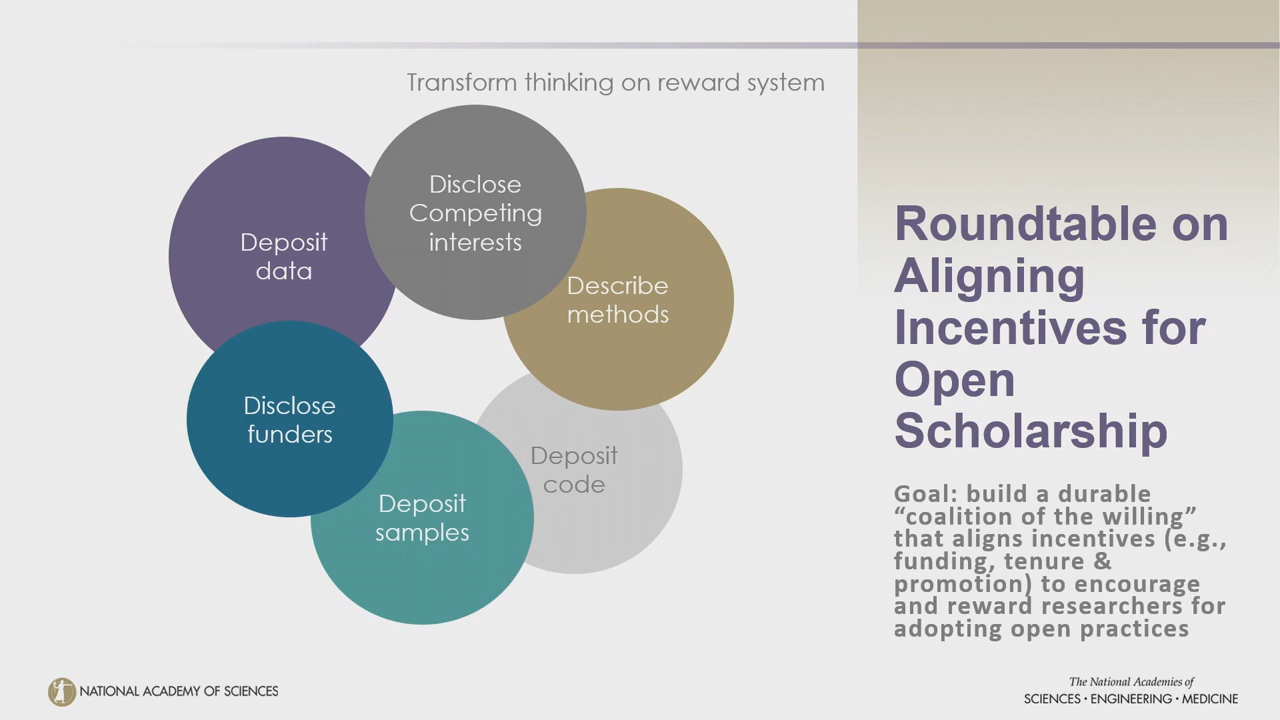 Transform thinking on reward system
Disclose
Competing
interests
Deposit
data
Describe
methods
Disclose
funders
Deposit
code
Deposit
samples
Roundtable on
Aligning
Incentives for
Open
Scholarship
Goal: build a durable
“coalition of the willing”
that aligns incentives (e.g.,
funding, tenure &
promotion) to encourage
and reward researchers for
adopting open practices
NATIONAL ACADEMY OF SCIENCES
The National Academies of
SCIENCES • ENGINEERING • MEDICINE